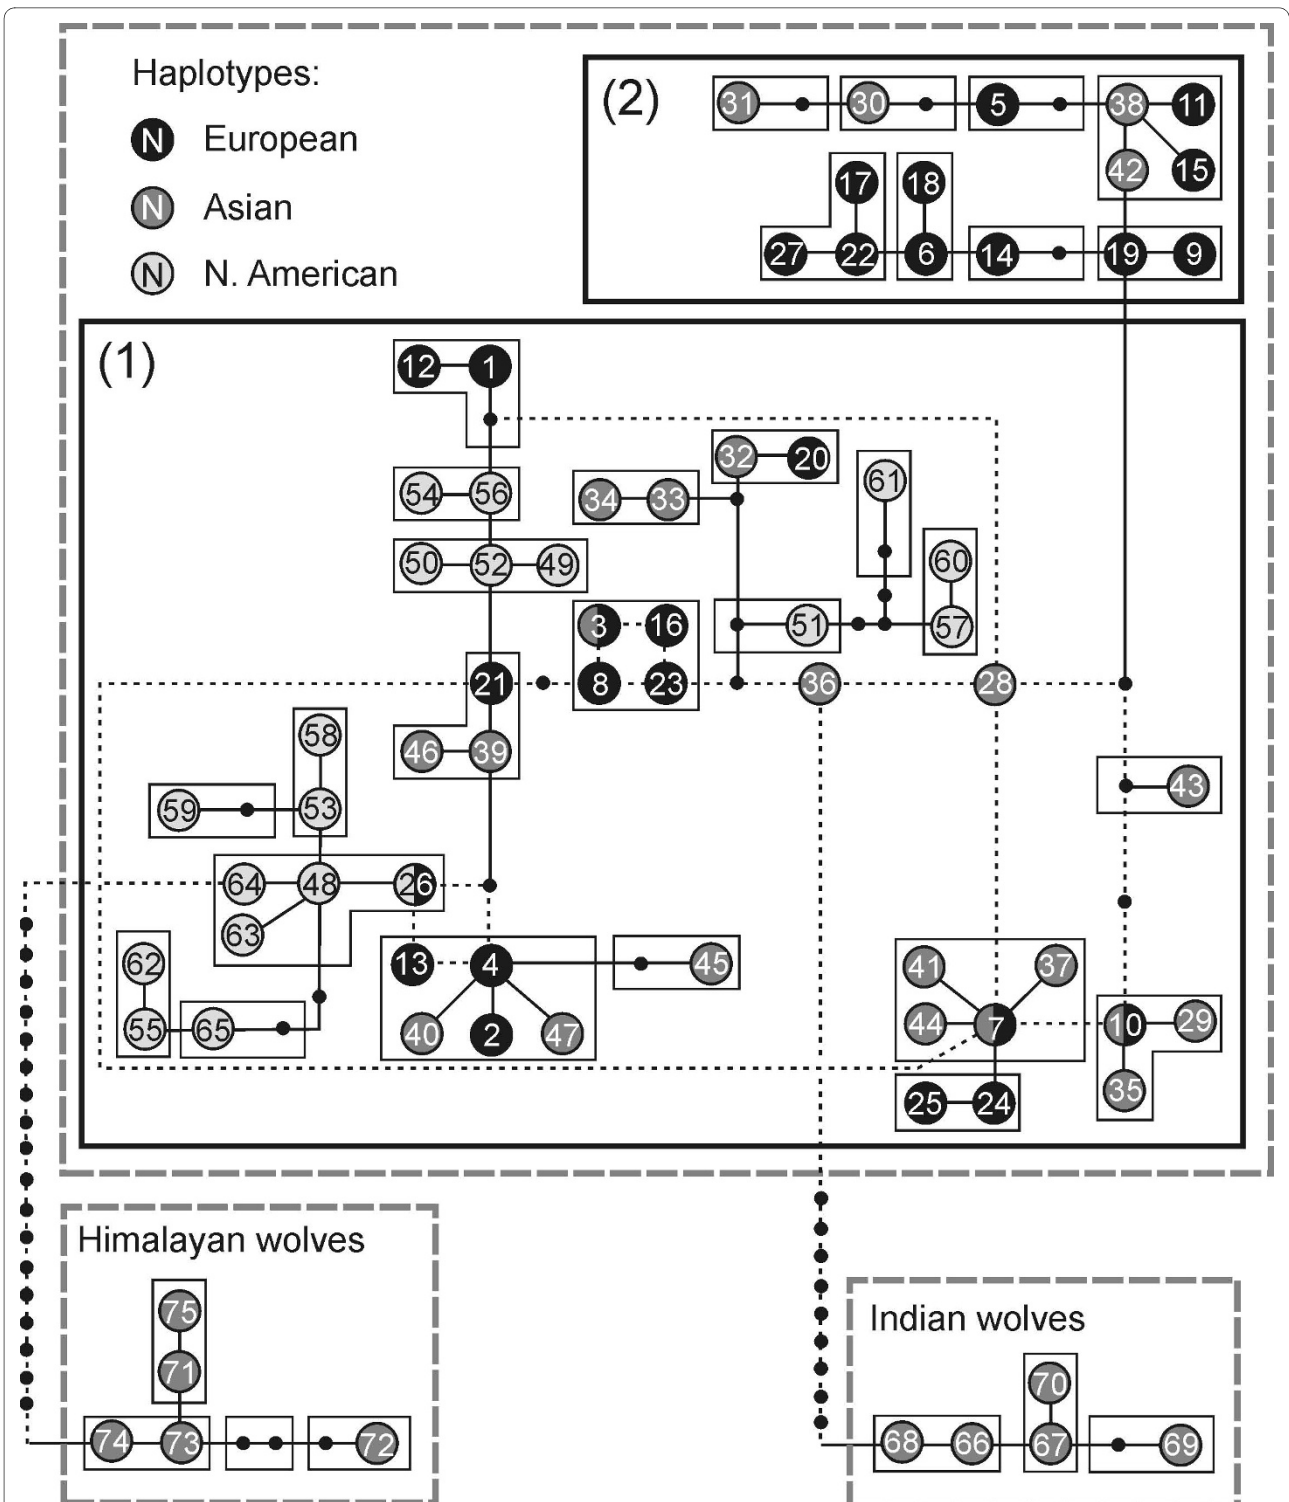 Haplotypes:
N European
N Asian
N N. American
(2)
31 30 5 38 11
42 15
17 18
27 22 6 14 19 9
(1)
12 1
32 20
61
54 56
34 33
50 52 49
60
3 16 51 57
21 8 23 36 28
58
46 39
59 53 43
64 48 26
63
62 13 4 45 41 37
55 65 40 2 47 44 7 10 29
25 24 35
Himalayan wolves
75
71
74 73 72
Indian wolves
70
68 66 67 69